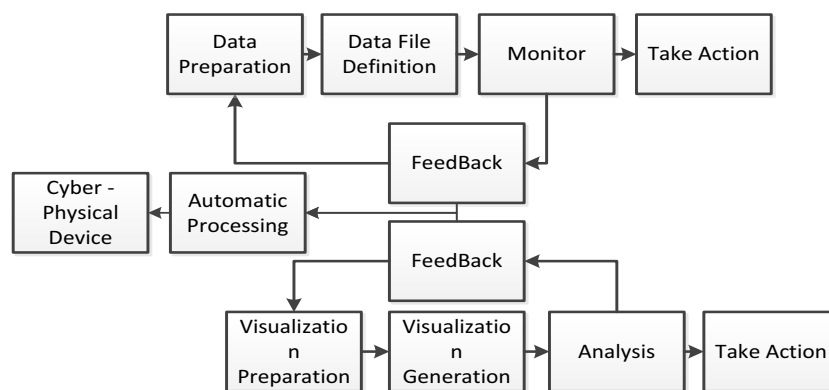 Data
Preparation
Data File
Definition
Monitor
Take Action
FeedBack
Cyber -
Physical
Device
Automatic
Processing
FeedBack
Visualizatio
n
Preparation
Visualizatio
n
Generation
Analysis
Take Action